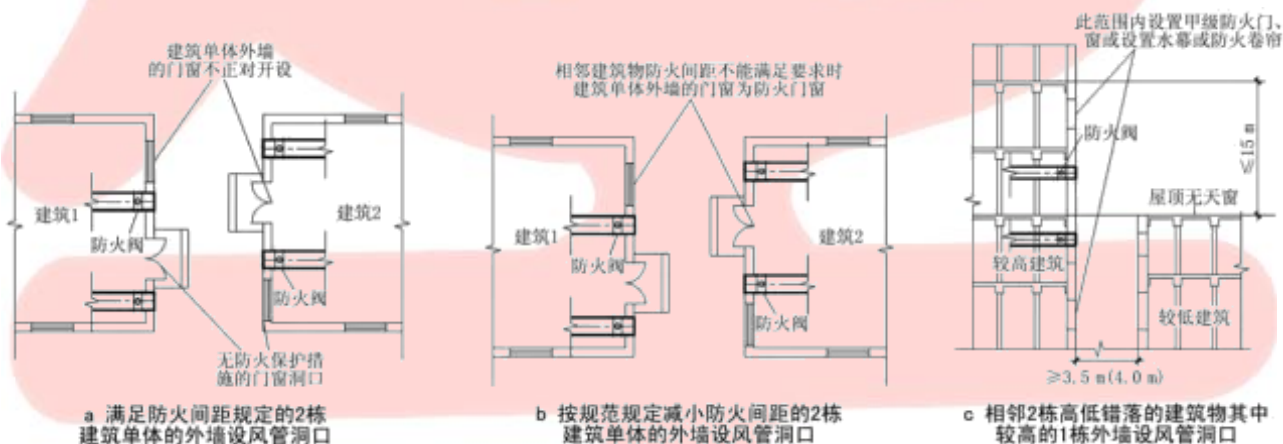 建筑单体外墙
的门窗不正对开设
建筑1
防火阀
建筑2
防火阀
无防火保护措
施的门窗洞口
a 满足防火间距规定的2栋
建筑单体的外墙设风管洞口
相邻建筑物防火间距不能满足要求时
建筑单体外墙的门窗为防火门窗
建筑1
防火阀
建筑2
防火阀
b 按规范规定减小防火间距的2栋
建筑单体的外墙设风管洞口
此范围内设置甲级防火门、
窗或设置水幕或防火卷帘
防火阀
≤15 m
屋顶无天窗
较高建筑
较低建筑
≥3.5 m(4.0 m)
c 相邻2栋高低错落的建筑物其中
较高的1栋外墙设风管洞口